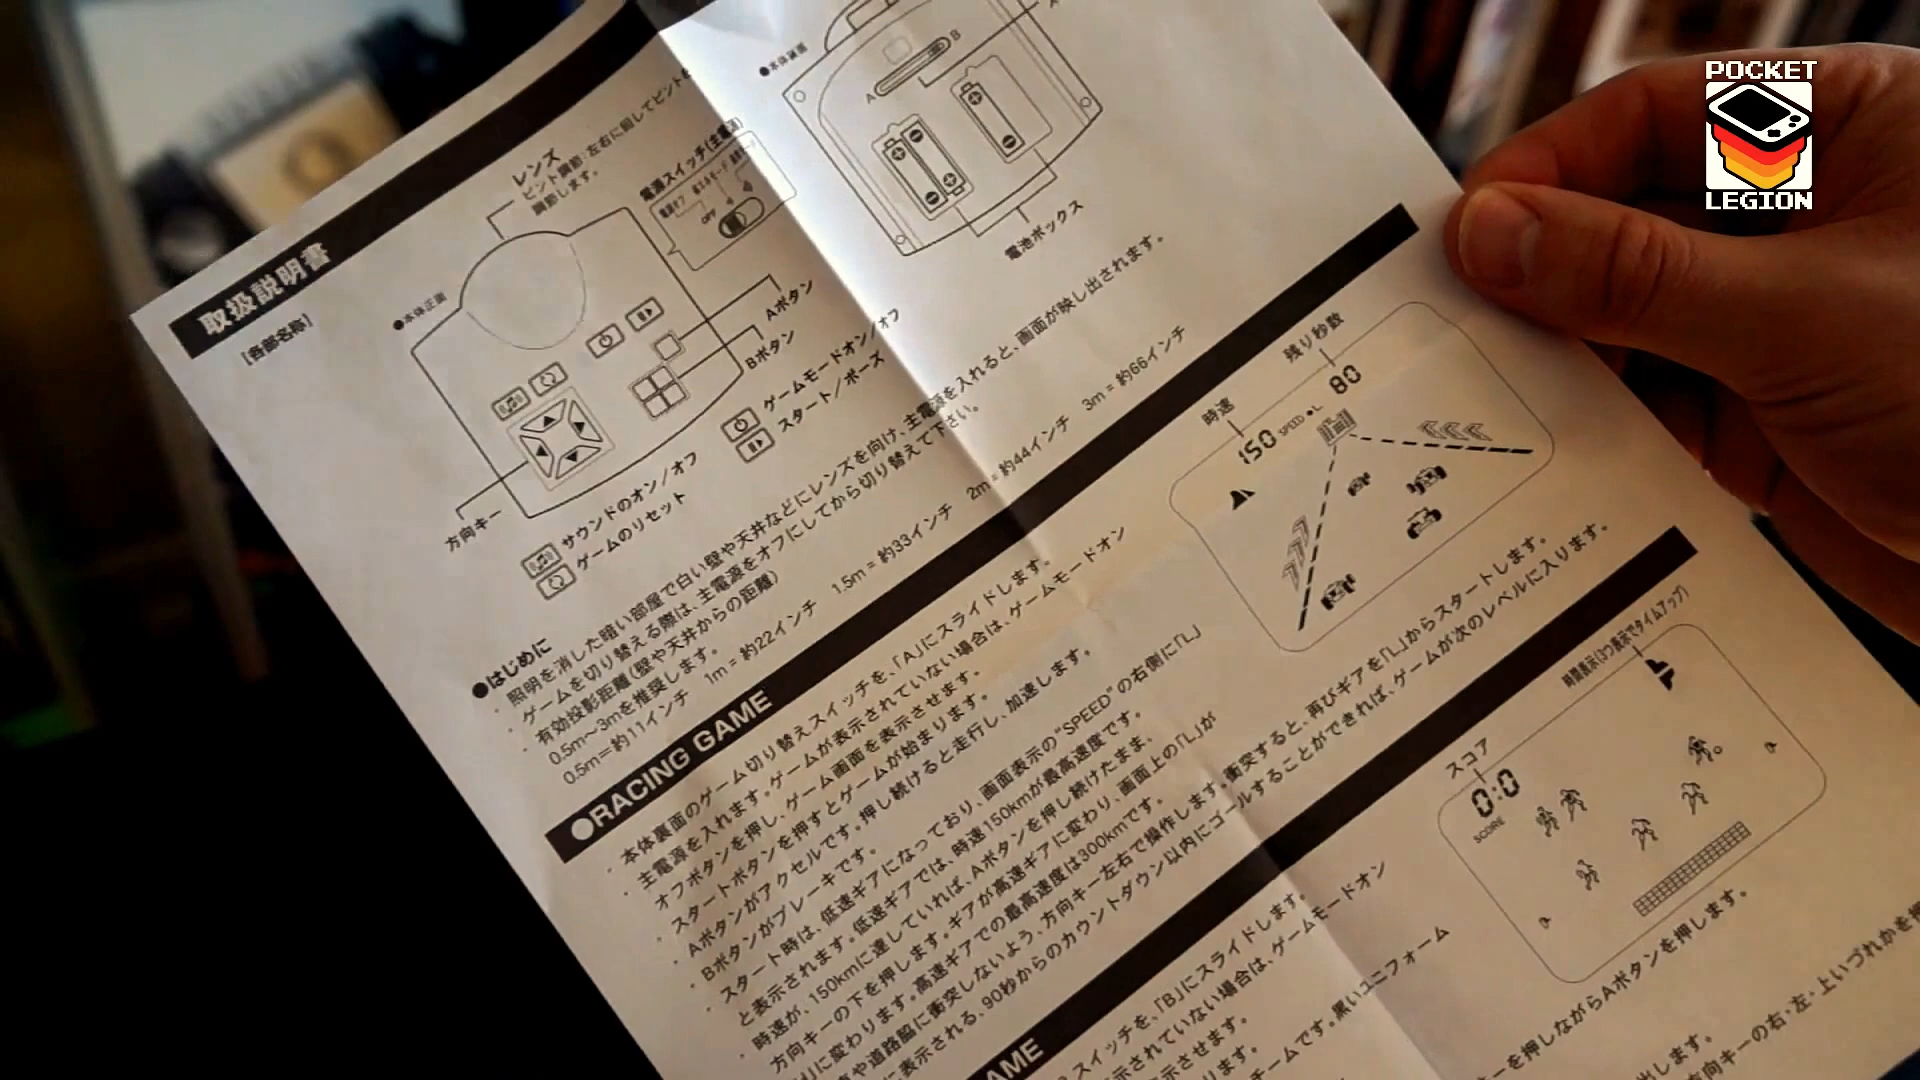 POCKET
LEGION
取扱説明書
[各部名称]
●本体正面
レンズ
ピント調節:左右に回してピントを
調節します。
電源スイッチ(主電源)
OFF
Aボタン
Bボタン
ゲームモードオン/オフ
スタート/ポーズ
方向キー
サウンドのオン/オフ
ゲームのリセット
●本体裏面
A
B
電池ボックス
●はじめに
・照明を消した暗い部屋で白い壁や天井などにレンズを向け、主電源を入れると、画面が映し出されます。
・ゲームを切り替える際は、主電源をオフにしてから切り替えて下さい。
・有効投影距離(壁や天井からの距離)
0.5m〜3mを推奨します。
0.5m=約11インチ 1m = 約22インチ 1.5m = 約33インチ 2m = 約44インチ 3m = 約66インチ
●RACING GAME
・本体裏面のゲーム切り替えスイッチを、「A」にスライドします。
・主電源を入れます。ゲームが表示されていない場合は、ゲームモードオン
オフボタンを押し、ゲーム画面を表示させます。
・スタートボタンを押すとゲームが始まります。
・Aボタンがアクセルです。押し続けると走行し、加速します。
・Bボタンがブレーキです。
・スタート時は、低速ギアになっており、画面表示の"SPEED"の右側に「L」
と表示されます。低速ギアでは、時速150kmが最高速度です。
・時速が、150kmに達していれば、Aボタンを押し続けたまま、
方向キーの下を押します。ギアが高速ギアに変わり、画面上の「L」が
に変わります。高速ギアでの最高速度は300kmです。
や道路脇に衝突しないよう、方向キー左右で操作します。衝突すると、再びギアを「L」からスタートします。
に表示される、90秒からのカウントダウン以内にゴールすることができれば、ゲームが次のレベルに入ります。
時速
残り秒数
150 SPEED • L 80
AME
スイッチを、「B」にスライドします。
されていない場合は、ゲームモードオン
示させます。
ります。
チームです。黒いユニフォーム
スコア
時間表示(3つ表示でタイムアップ)
0:0
SCORE
キーを押しながらAボタンを押します。
出します。
方向キーの右・左・上いづれかを押